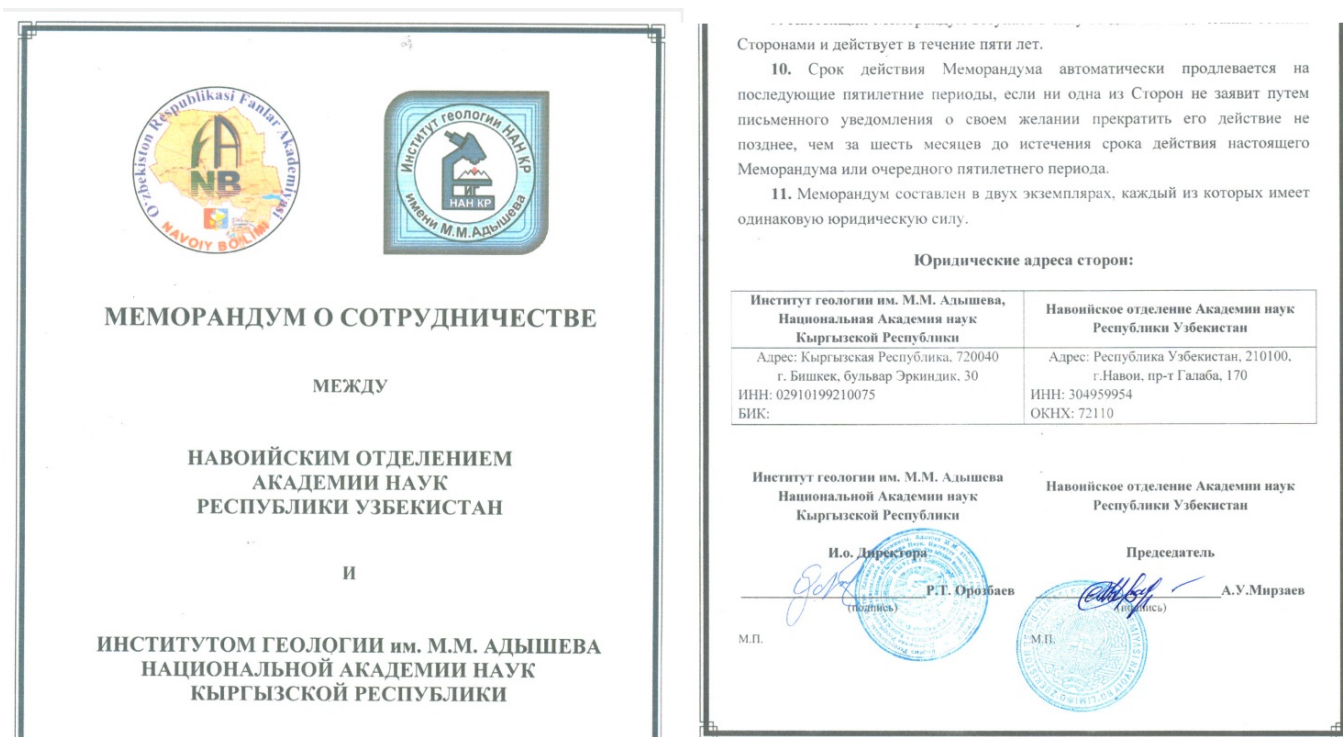 O'zbekiston Respublikasi Fanlar Akademiyasi
NB
NAVOIY BO'LIMI
Институт геологии НАН КР
ИГ
НАН КР
имени М.М.Адышева
МЕМОРАНДУМ О СОТРУДНИЧЕСТВЕ
МЕЖДУ
НАВОИЙСКИМ ОТДЕЛЕНИЕМ
АКАДЕМИИ НАУК
РЕСПУБЛИКИ УЗБЕКИСТАН
И
ИНСТИТУТОМ ГЕОЛОГИИ им. М.М. АДЫШЕВА
НАЦИОНАЛЬНОЙ АКАДЕМИИ НАУК
КЫРГЫЗСКОЙ РЕСПУБЛИКИ
Сторонами и действует в течение пяти лет.
10. Срок действия Меморандума автоматически продлевается на
последующие пятилетние периоды, если ни одна из Сторон не заявит путем
письменного уведомления о своем желании прекратить его действие не
позднее, чем за шесть месяцев до истечения срока действия настоящего
Меморандума или очередного пятилетнего периода.
11. Меморандум составлен в двух экземплярах, каждый из которых имеет
одинаковую юридическую силу.
Юридические адреса сторон:
Институт геологии им. М.М. Адышева,
Национальная Академия наук
Кыргызской Республики
Навоийское отделение Академии наук
Республики Узбекистан
Адрес: Кыргызская Республика, 720040
г. Бишкек, бульвар Эркиндик, 30
ИНН: 02910199210075
БИК:
Адрес: Республика Узбекистан, 210100,
г.Навои, пр-т Галаба, 170
ИНН: 304959954
ОКНХ: 72110
Институт геологии им. М.М. Адышева
Национальной Академии наук
Кыргызской Республики
Навоийское отделение Академии наук
Республики Узбекистан
И.о. Директора
Председатель
Р.Т. Орозбаев
А.У.Мирзаев
(подпись)
(подпись)
М.П.
М.П.